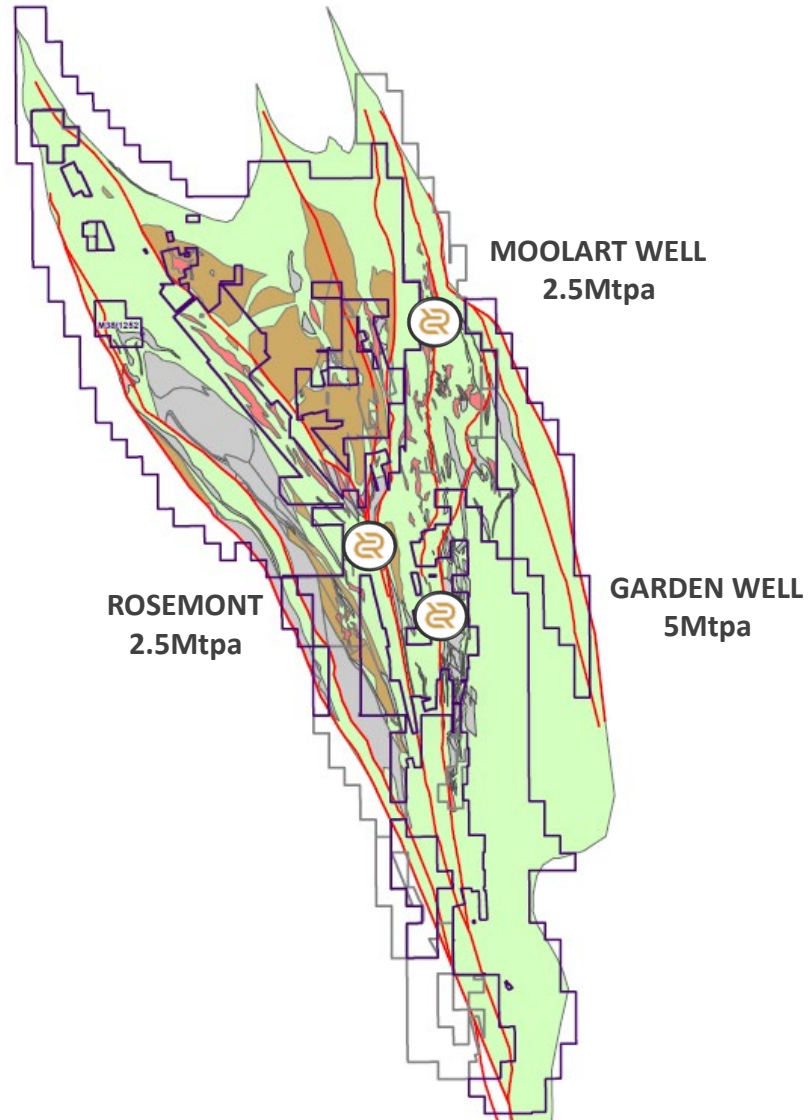 MOOLART WELL
2.5Mtpa
M38/1252
GARDEN WELL
5Mtpa
ROSEMONT
2.5Mtpa